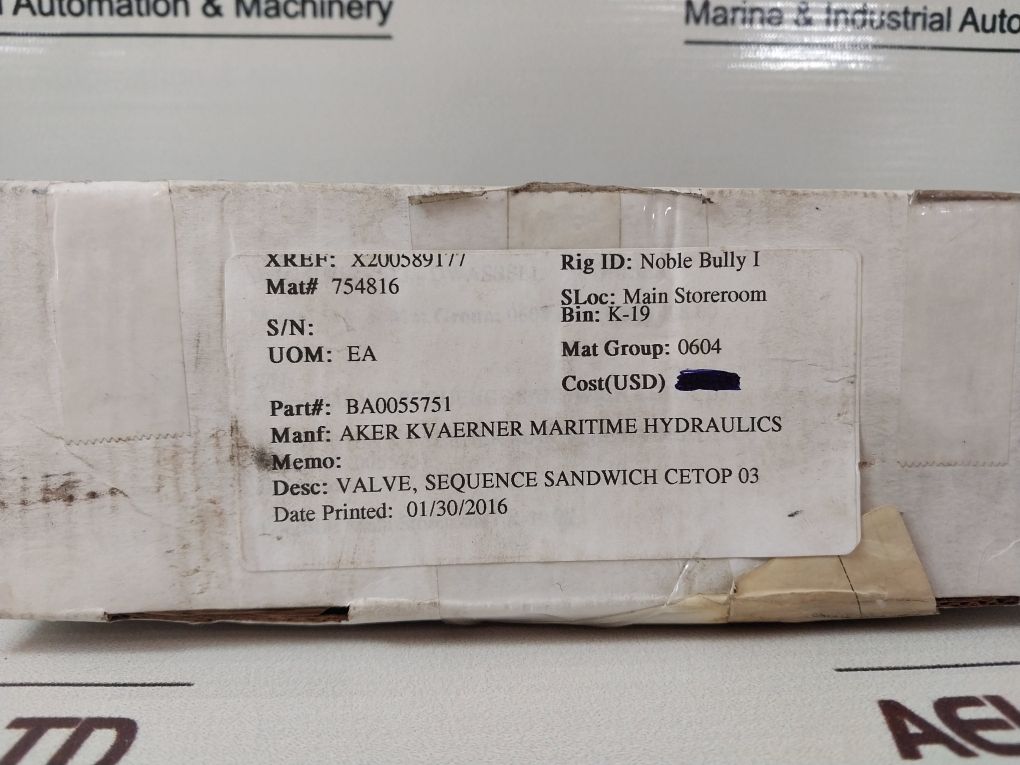 Automation & Machinery
Marine & Industrial Auto
XREF: X200589177
Mat# 754816
S/N:
UOM: EA
Part#: BA0055751
Manf: AKER KVAERNER MARITIME HYDRAULICS
Memo:
Desc: VALVE, SEQUENCE SANDWICH CETOP 03
Date Printed: 01/30/2016
Rig ID: Noble Bully I
SLoc: Main Storeroom
Bin: K-19
Mat Group: 0604
Cost(USD)
LTD
AEL